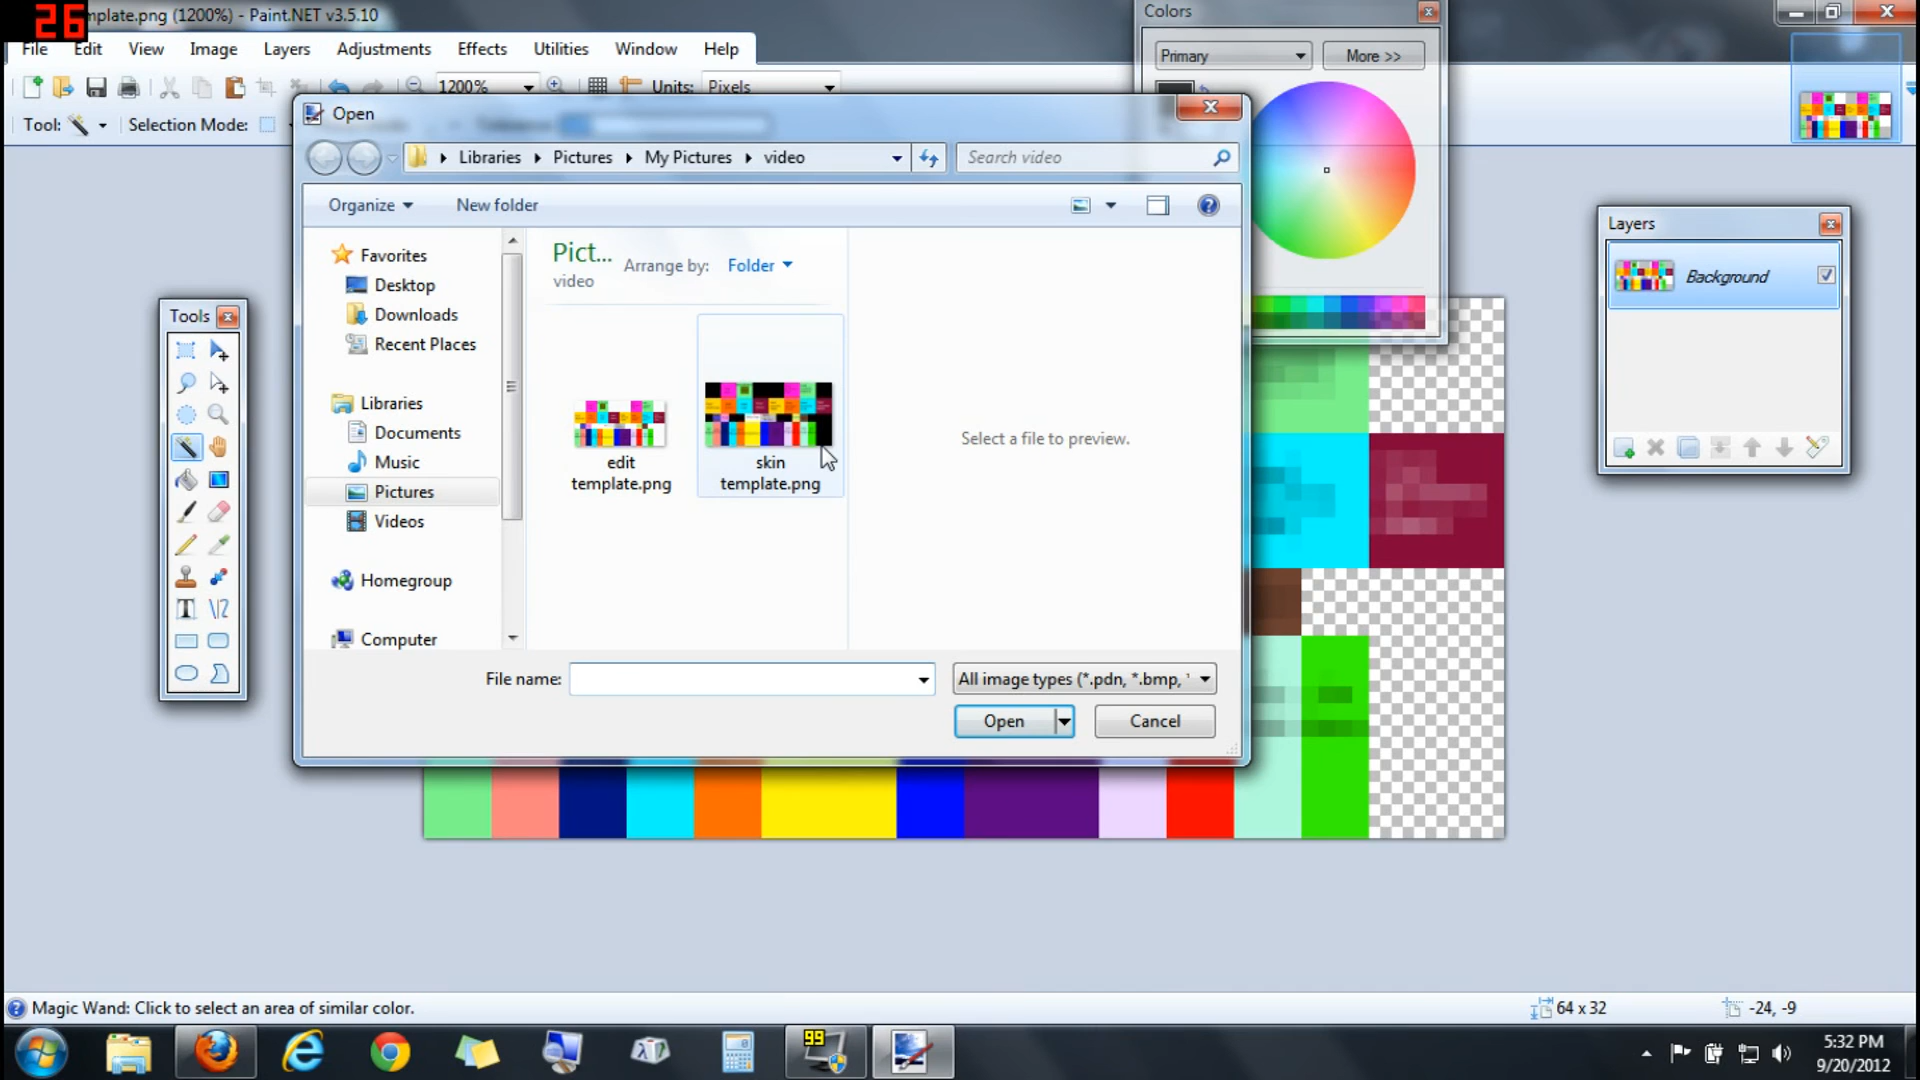 26
mplate.png (1200%) - Paint.NET v3.5.10
File Edit View Image Layers Adjustments Effects Utilities Window Help
1200% Units: Pixels
Tool: Selection Mode:
Colors
Primary More >>
Open
Libraries Pictures My Pictures video
Search video
Organize New folder
Favorites
Desktop
Downloads
Recent Places
Libraries
Documents
Music
Pictures
Videos
Homegroup
Computer
Pict...
video
Arrange by: Folder
edit
template.png
skin
template.png
Select a file to preview.
File name:
All image types (*.pdn, *.bmp,
Open Cancel
Tools
Layers
Background
Magic Wand: Click to select an area of similar color.
64 x 32
-24, -9
99
5:32 PM
9/20/2012